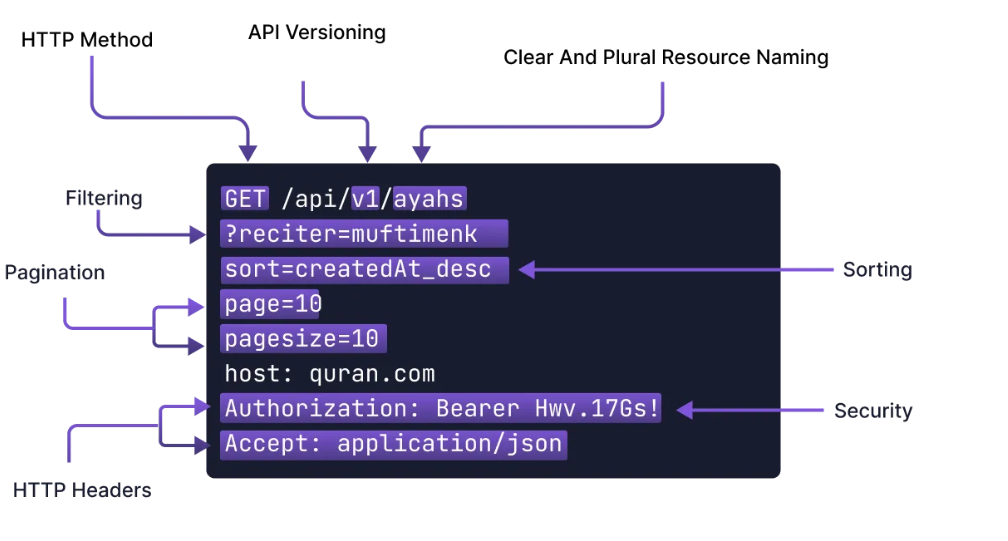 HTTP Method
API Versioning
Clear And Plural Resource Naming
Filtering
Pagination
HTTP Headers
GET /api/v1/ayahs
?reciter=muftimenk
sort=createdAt_desc
page=10
pagesize=10
host: quran.com
Authorization: Bearer Hwv.17Gs!
Accept: application/json
Sorting
Security